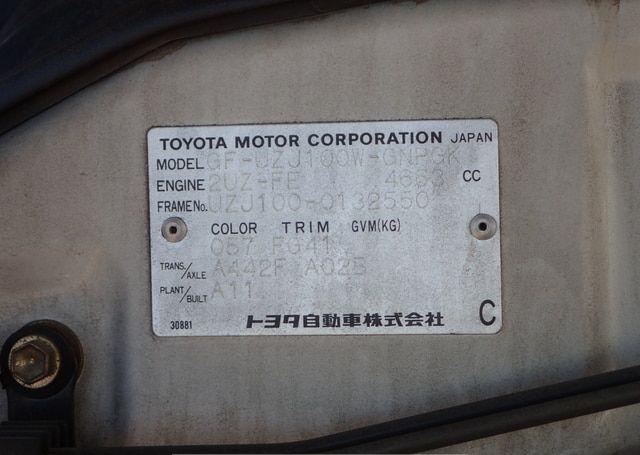 TOYOTA MOTOR CORPORATION JAPAN
MODEL GF-UZJ100W-GNPGK
ENGINE 2UZ-FE 4663 CC
FRAME No. UZJ100-0132550
COLOR TRIM GVM(KG)
057 FG41
TRANS./AXLE A442F A02B
PLANT/BUILT A11
30881 トヨタ自動車株式会社 C